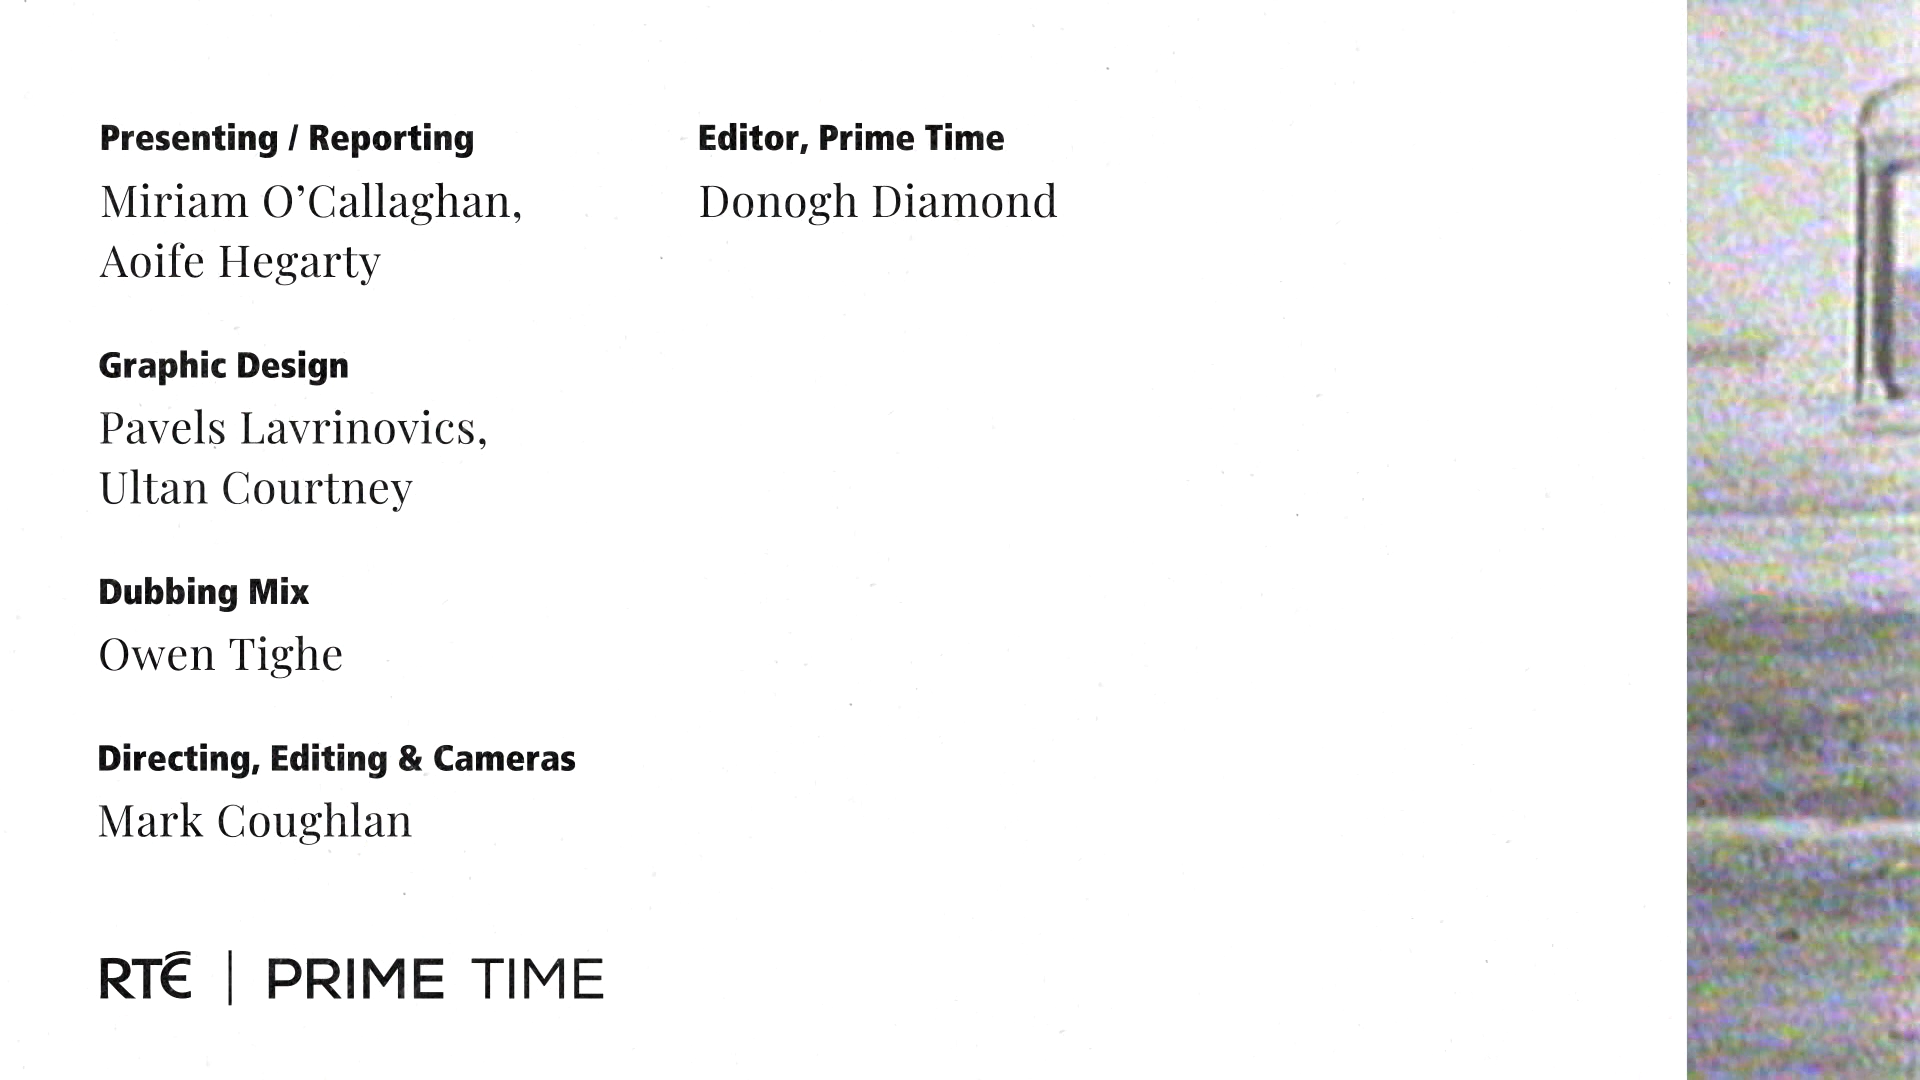 Presenting / Reporting
Miriam O’Callaghan,
Aoife Hegarty
Graphic Design
Pavels Lavrinovics,
Ultan Courtney
Dubbing Mix
Owen Tighe
Directing, Editing & Cameras
Mark Coughlan
Editor, Prime Time
Donogh Diamond
RTÉ | PRIME TIME